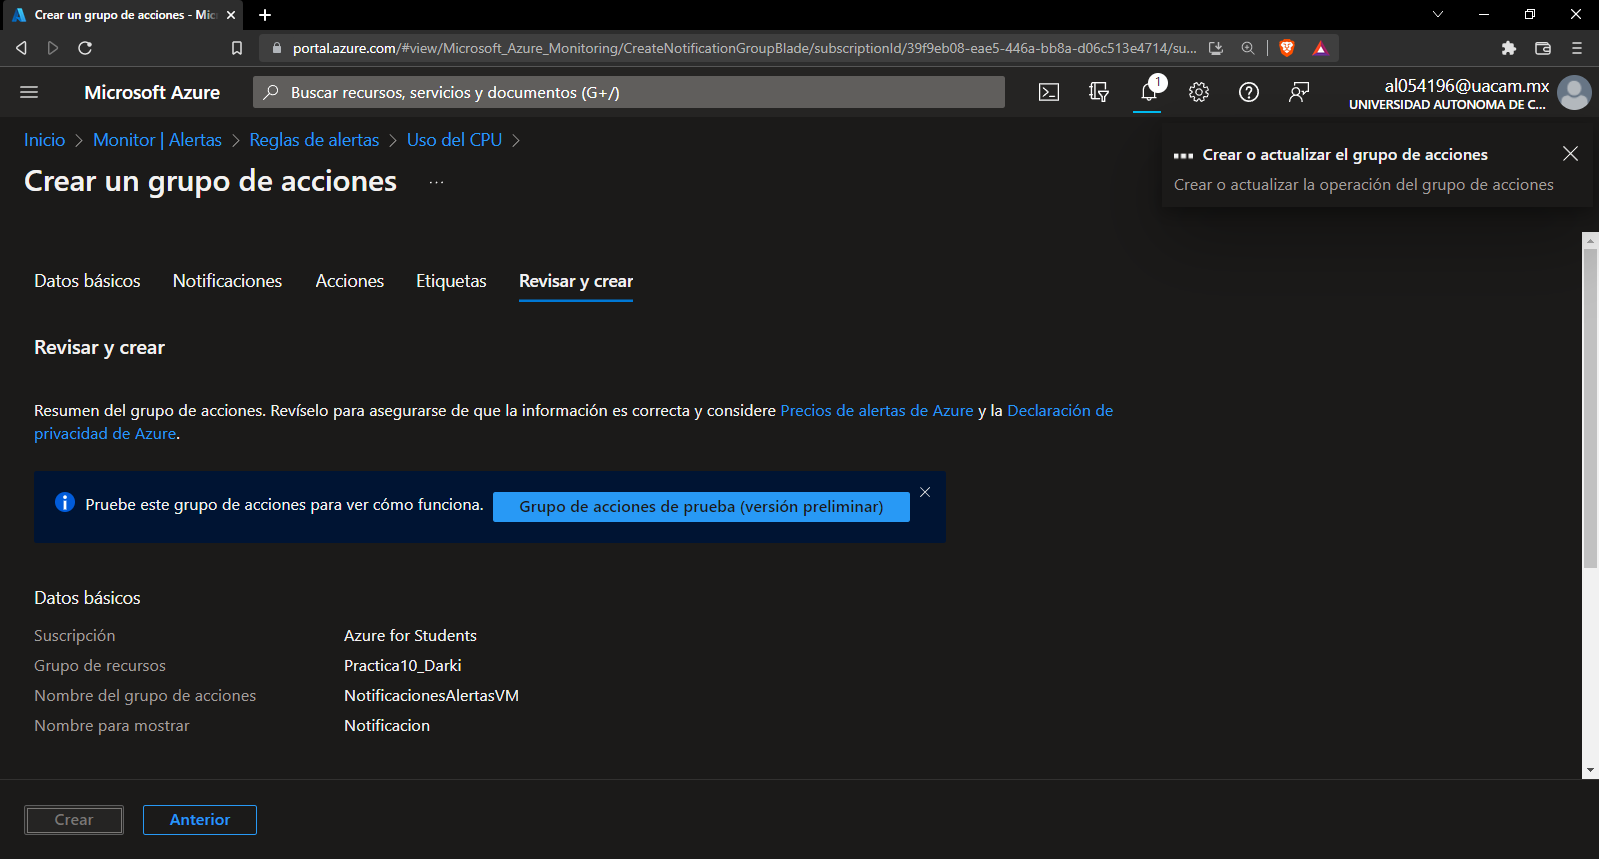 Crear un grupo de acciones - Mic
portal.azure.com/#view/Microsoft_Azure_Monitoring/CreateNotificationGroupBlade/subscriptionId/39f9eb08-eae5-446a-bb8a-d06c513e4714/su...
Microsoft Azure
Buscar recursos, servicios y documentos (G+/)
1
al054196@uacam.mx
UNIVERSIDAD AUTONOMA DE C...
Inicio > Monitor | Alertas > Reglas de alertas > Uso del CPU >
Crear un grupo de acciones ...
Crear o actualizar el grupo de acciones
Crear o actualizar la operación del grupo de acciones
Datos básicos Notificaciones Acciones Etiquetas Revisar y crear
Revisar y crear
Resumen del grupo de acciones. Revíselo para asegurarse de que la información es correcta y considere Precios de alertas de Azure y la Declaración de
privacidad de Azure.
Pruebe este grupo de acciones para ver cómo funciona. Grupo de acciones de prueba (versión preliminar)
Datos básicos
Suscripción Azure for Students
Grupo de recursos Practica10_Darki
Nombre del grupo de acciones NotificacionesAlertasVM
Nombre para mostrar Notificacion
Crear Anterior